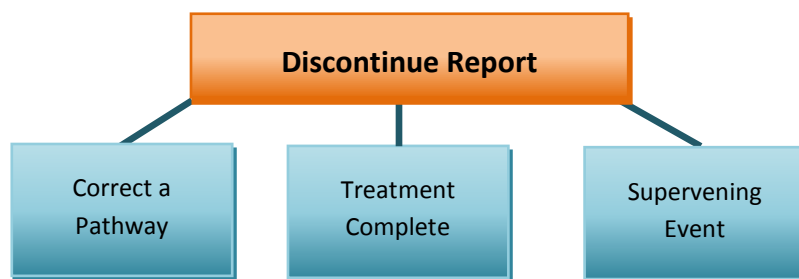 Discontinue Report
Correct a
Pathway
Treatment
Complete
Supervening
Event